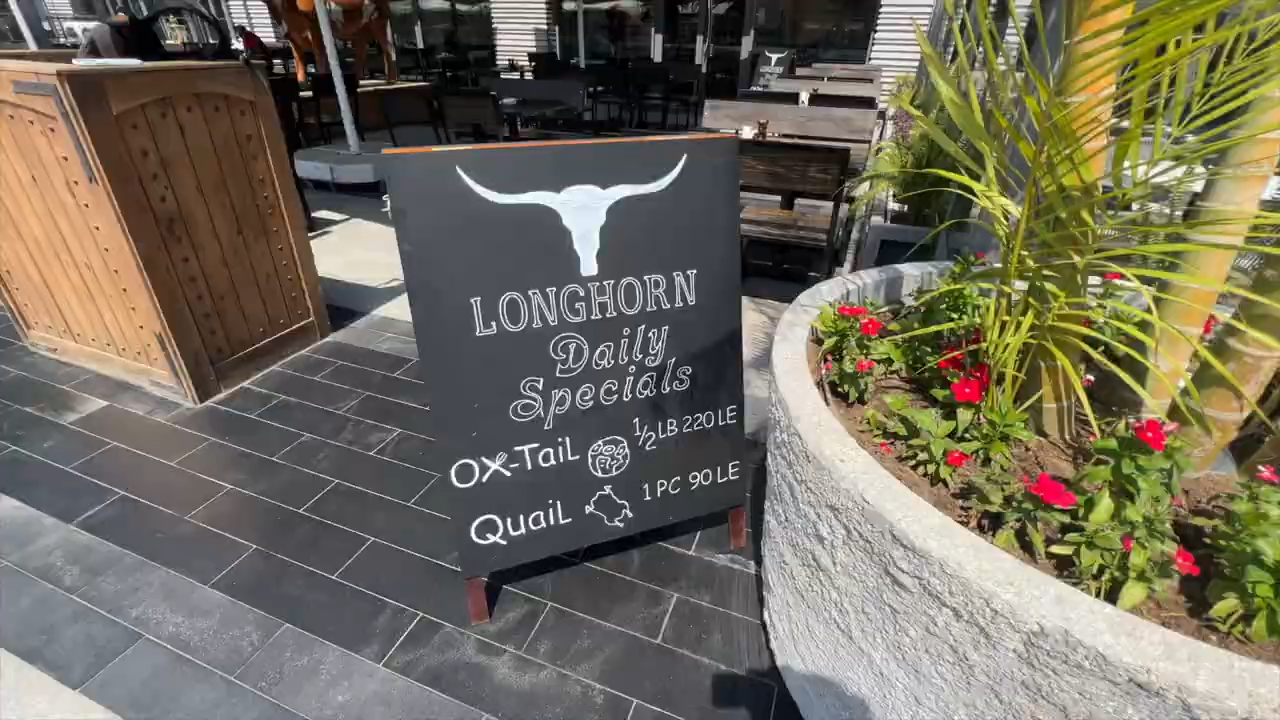 LONGHORN
Daily
Specials
OX-TaiL 1/2 LB 220 LE
QuaiL 1 PC 90 LE